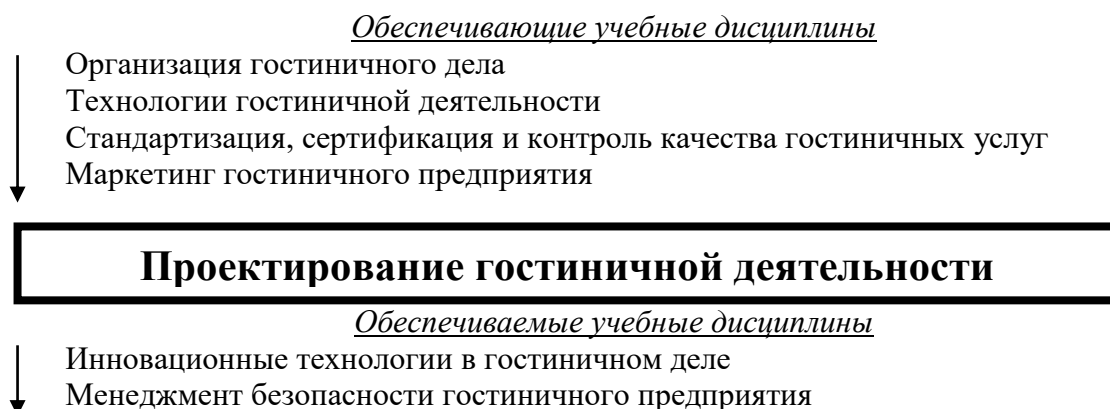 Обеспечивающие учебные дисциплины
Организация гостиничного дела
Технологии гостиничной деятельности
Стандартизация, сертификация и контроль качества гостиничных услуг
Маркетинг гостиничного предприятия
Проектирование гостиничной деятельности
Обеспечиваемые учебные дисциплины
Инновационные технологии в гостиничном деле
Менеджмент безопасности гостиничного предприятия